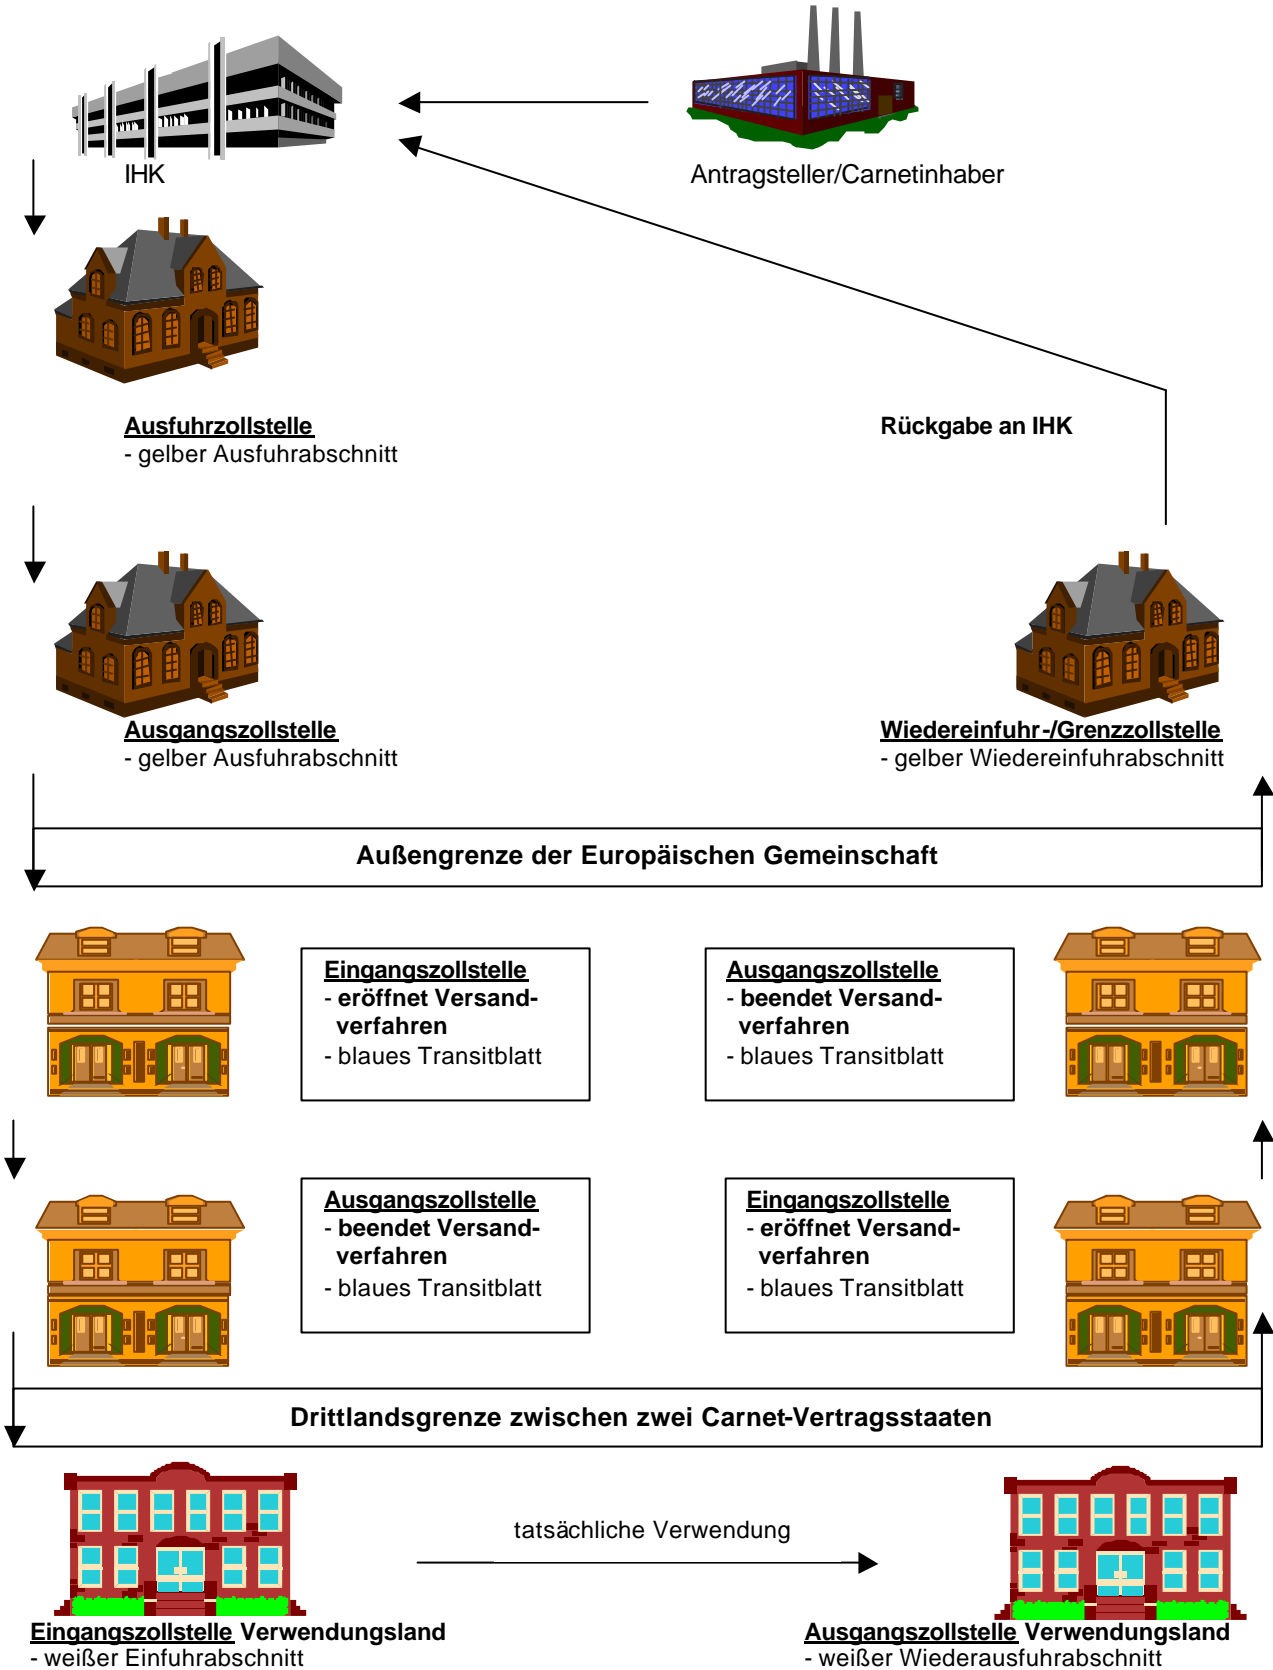 IHK
Antragsteller/Carnetinhaber
Ausfuhrzollstelle
- gelber Ausfuhrabschnitt
Rückgabe an IHK
Ausgangszollstelle
- gelber Ausfuhrabschnitt
Wiedereinfuhr-/Grenzzollstelle
- gelber Wiedereinfuhrabschnitt
Außengrenze der Europäischen Gemeinschaft
Eingangszollstelle
- eröffnet Versand-
verfahren
- blaues Transitblatt
Ausgangszollstelle
- beendet Versand-
verfahren
- blaues Transitblatt
Ausgangszollstelle
- beendet Versand-
verfahren
- blaues Transitblatt
Eingangszollstelle
- eröffnet Versand-
verfahren
- blaues Transitblatt
Drittlandsgrenze zwischen zwei Carnet-Vertragsstaaten
tatsächliche Verwendung
Eingangszollstelle Verwendungsland
- weißer Einfuhrabschnitt
Ausgangszollstelle Verwendungsland
- weißer Wiederausfuhrabschnitt